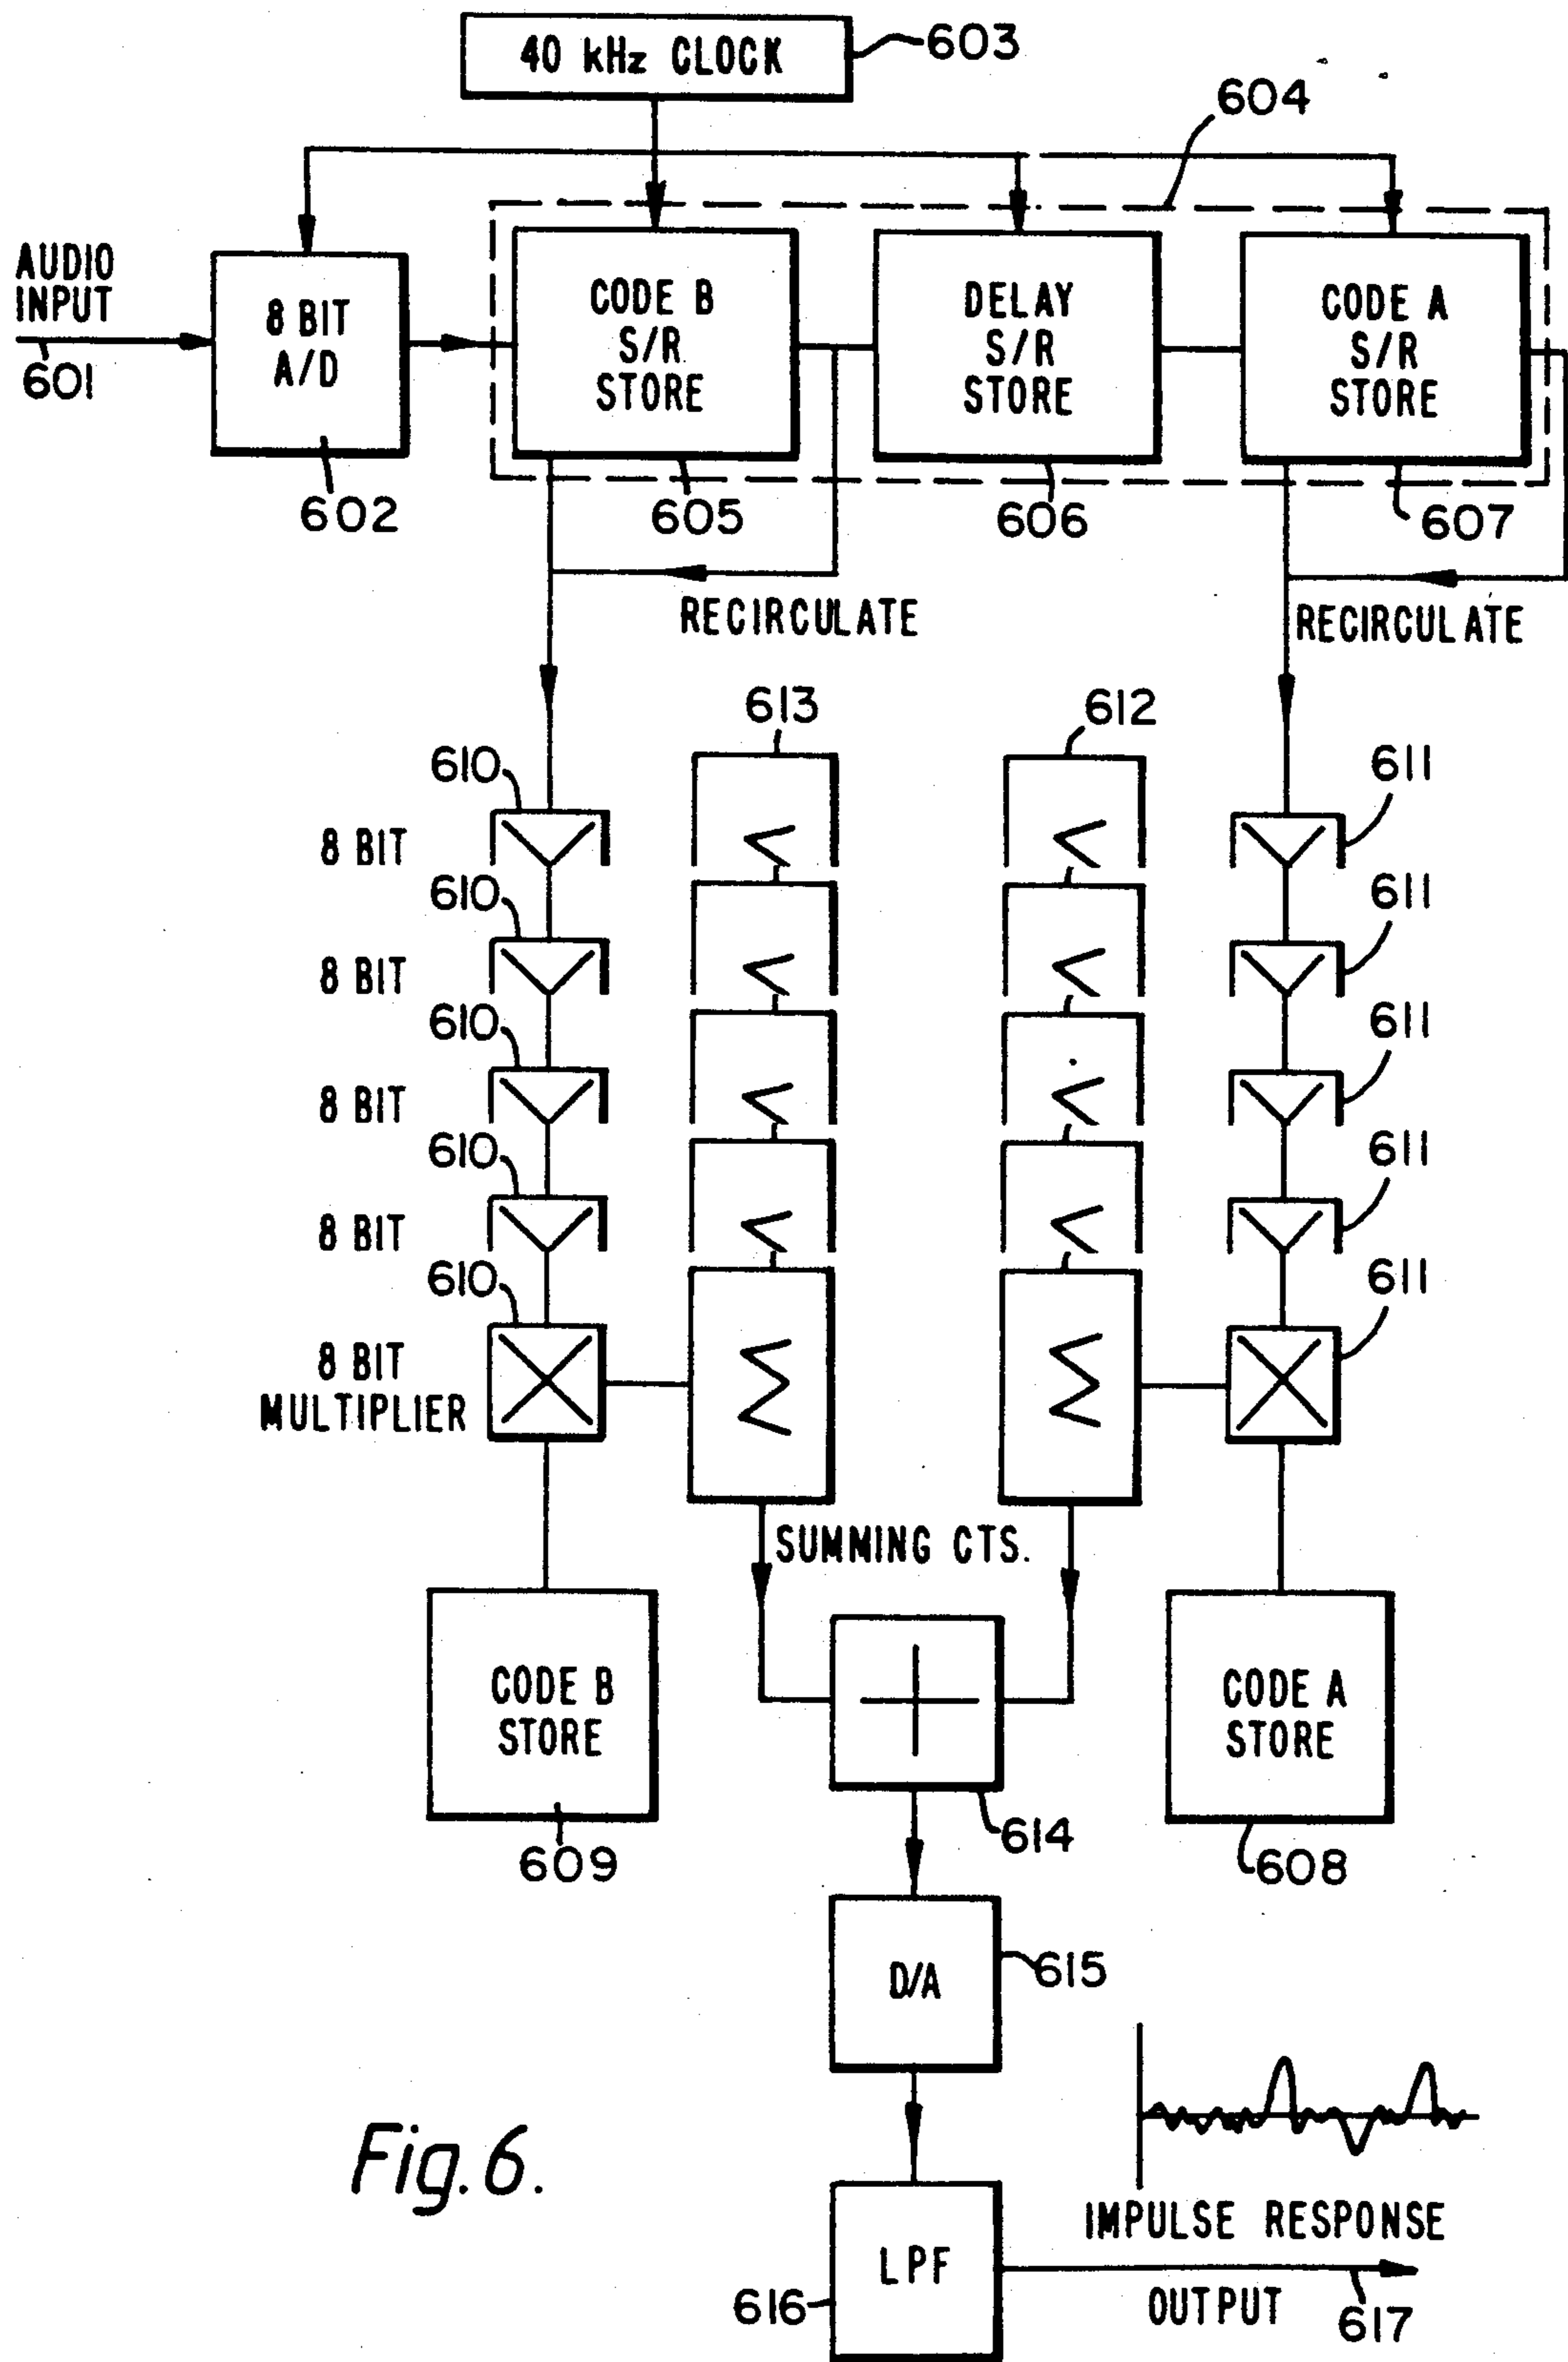 40 kHz CLOCK
603
604
AUDIO
INPUT
601
8 BIT
A/D
602
CODE B
S/R
STORE
605
DELAY
S/R
STORE
606
CODE A
S/R
STORE
607
RECIRCULATE
RECIRCULATE
613
612
610
611
8 BIT
610
611
8 BIT
610
611
8 BIT
610
611
8 BIT
610
611
8 BIT
MULTIPLIER
Σ
Σ
SUMMING CTS.
CODE B
STORE
609
614
CODE A
STORE
608
D/A
615
Fig. 6.
LPF
616
IMPULSE RESPONSE
OUTPUT
617